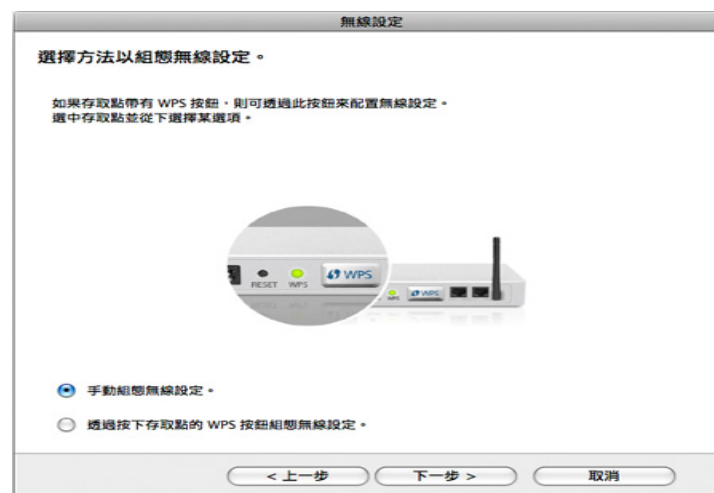 無線設定
選擇方法以組態無線設定。
如果存取點帶有 WPS 按鈕，則可透過此按鈕來配置無線設定。
選中存取點並從下選擇某選項。
RESET WPS WPS
WPS WPS
手動組態無線設定。
透過按下存取點的 WPS 按鈕組態無線設定。
< 上一步 下一步 > 取消